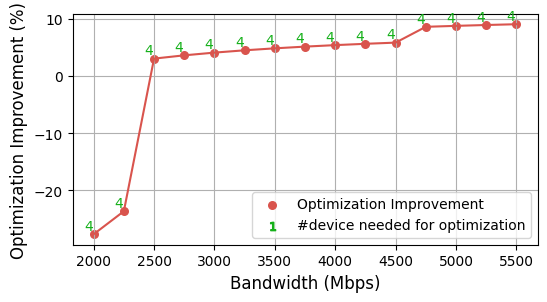 10
0
−10
−20
Optimization Improvement (%)
4 4 4 4 4 4 4 4 4 4 4 4 4 4 4
Optimization Improvement
1 #device needed for optimization
2000 2500 3000 3500 4000 4500 5000 5500
Bandwidth (Mbps)